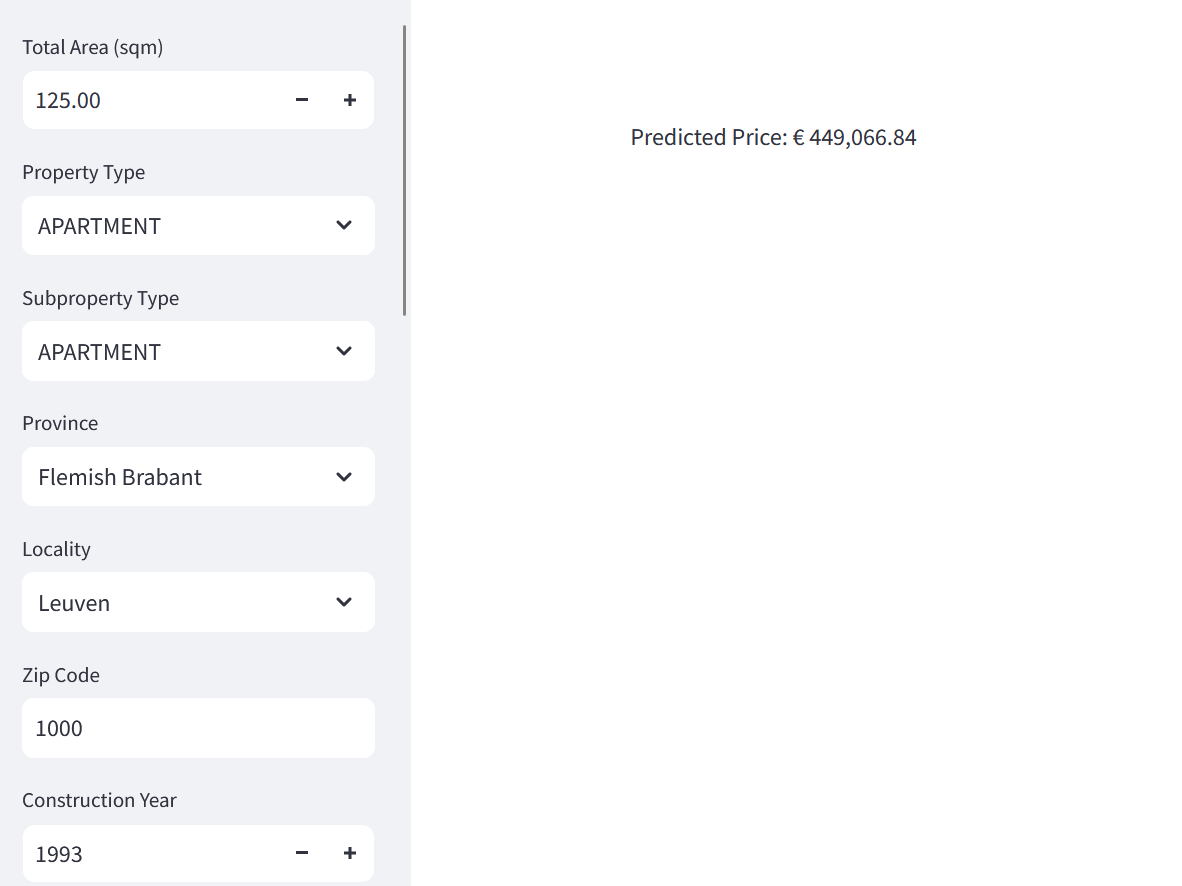 Total Area (sqm)
125.00
Property Type
APARTMENT
Subproperty Type
APARTMENT
Province
Flemish Brabant
Locality
Leuven
Zip Code
1000
Construction Year
1993
Predicted Price: € 449,066.84